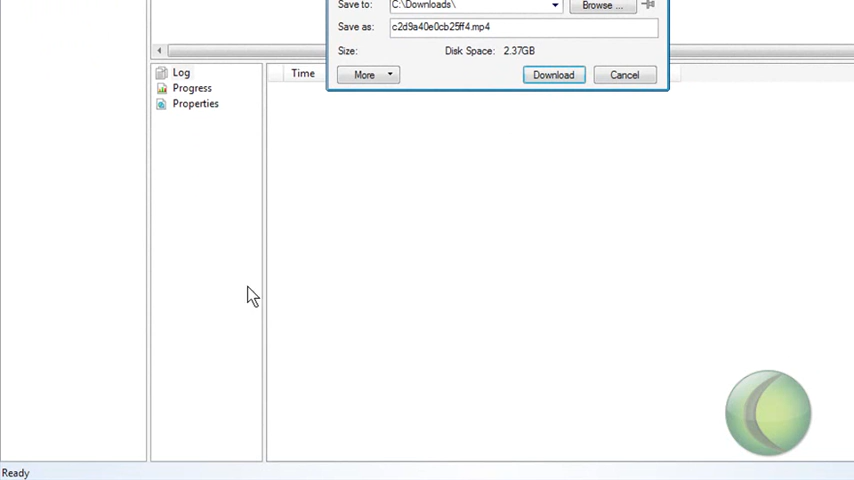 Save to: C:\Downloads\ Browse ...
Save as: c2d9a40e0cb25ff4.mp4
Size: Disk Space: 2.37GB
More Download Cancel
Log Time
Progress
Properties
Ready